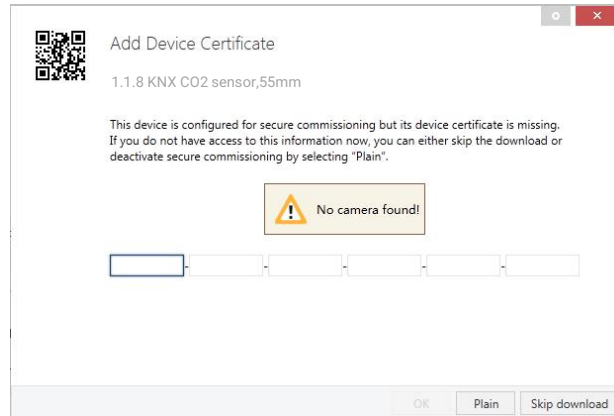 Add Device Certificate
1.1.8 KNX CO2 sensor,55mm
This device is configured for secure commissioning but its device certificate is missing.
If you do not have access to this information now, you can either skip the download or
deactivate secure commissioning by selecting "Plain".
No camera found!
- - - - -
OK Plain Skip download